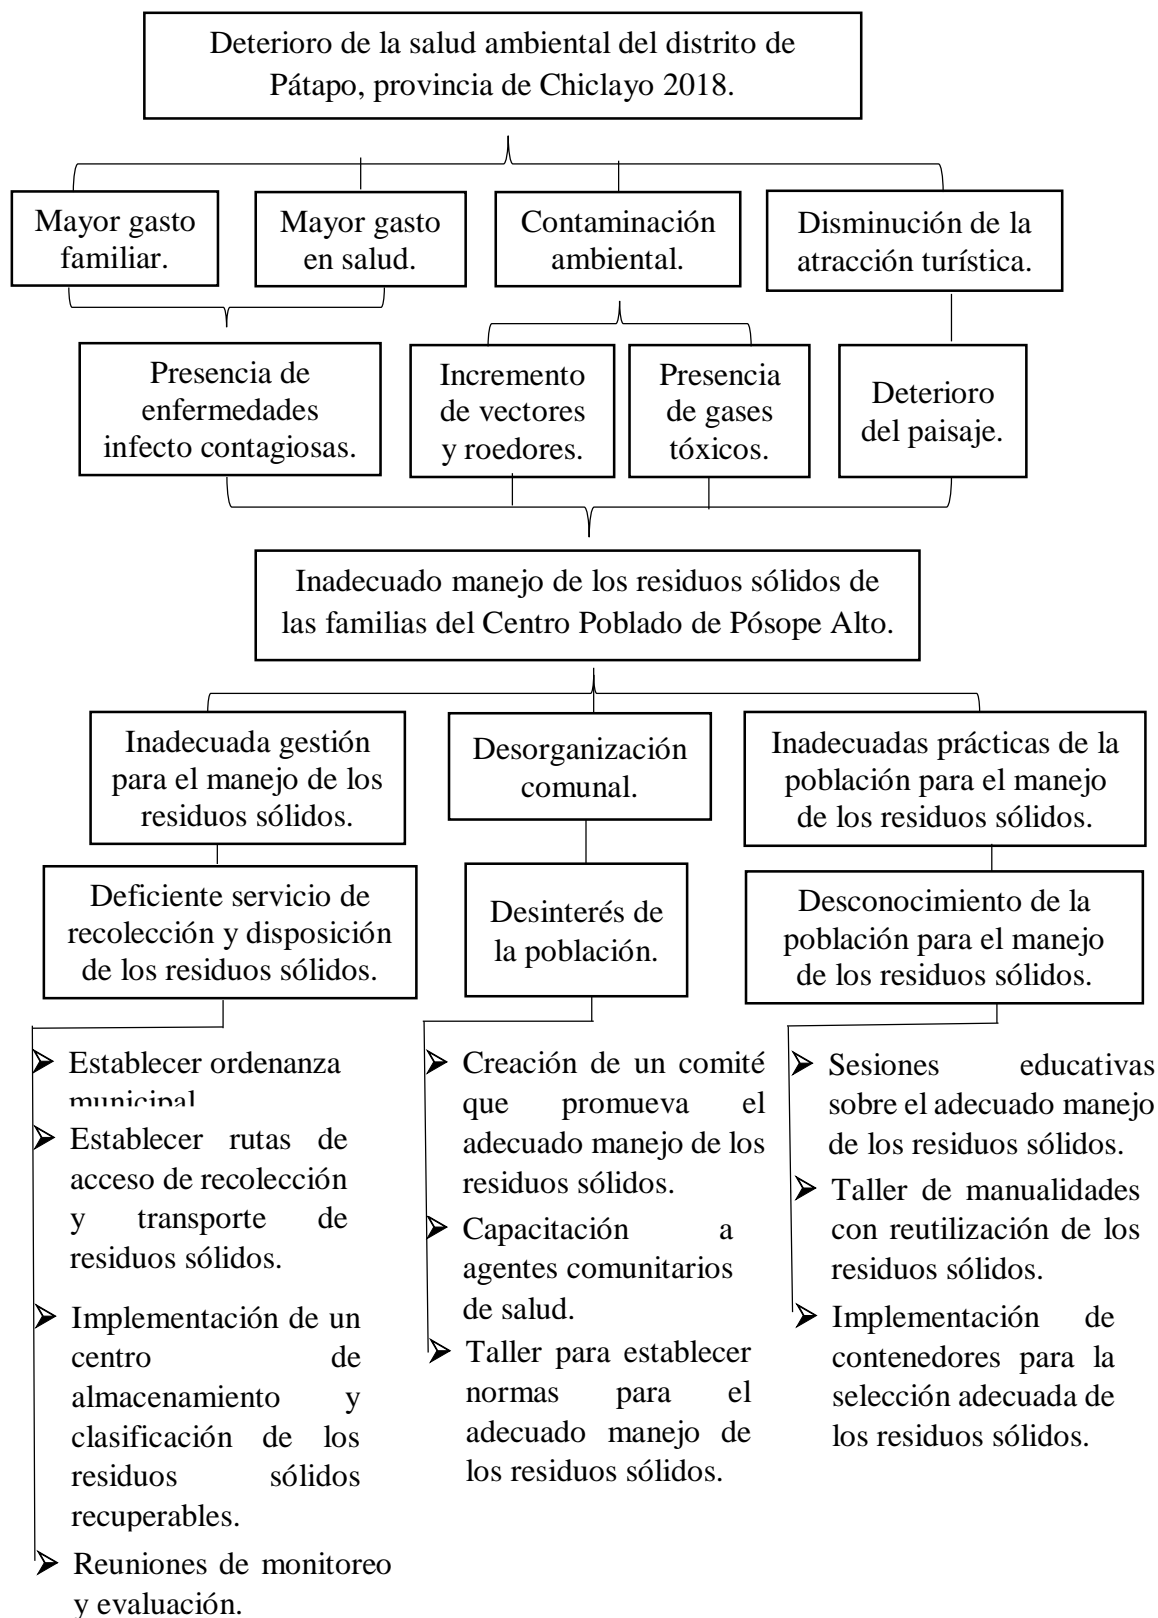 Deterioro de la salud ambiental del distrito de
Pátapo, provincia de Chiclayo 2018.
Mayor gasto
familiar.
Mayor gasto
en salud.
Contaminación
ambiental.
Disminución de la
atracción turística.
Presencia de
enfermedades
infecto contagiosas.
Incremento
de vectores
y roedores.
Presencia
de gases
tóxicos.
Deterioro
del paisaje.
Inadecuado manejo de los residuos sólidos de
las familias del Centro Poblado de Pósope Alto.
Inadecuada gestión
para el manejo de los
residuos sólidos.
Desorganización
comunal.
Inadecuadas prácticas de la
población para el manejo
de los residuos sólidos.
Deficiente servicio de
recolección y disposición
de los residuos sólidos.
Desinterés de
la población.
Desconocimiento de la
población para el manejo
de los residuos sólidos.
Establecer ordenanza
municipal
Establecer rutas de
acceso de recolección
y transporte de
residuos sólidos.
Implementación de un
centro de
almacenamiento y
clasificación de los
residuos sólidos
recuperables.
Reuniones de monitoreo
y evaluación.
Creación de un comité
que promueva el
adecuado manejo de los
residuos sólidos.
Capacitación a
agentes comunitarios
de salud.
Taller para establecer
normas para el
adecuado manejo de
los residuos sólidos.
Sesiones educativas
sobre el adecuado manejo
de los residuos sólidos.
Taller de manualidades
con reutilización de los
residuos sólidos.
Implementación de
contenedores para la
selección adecuada de
los residuos sólidos.